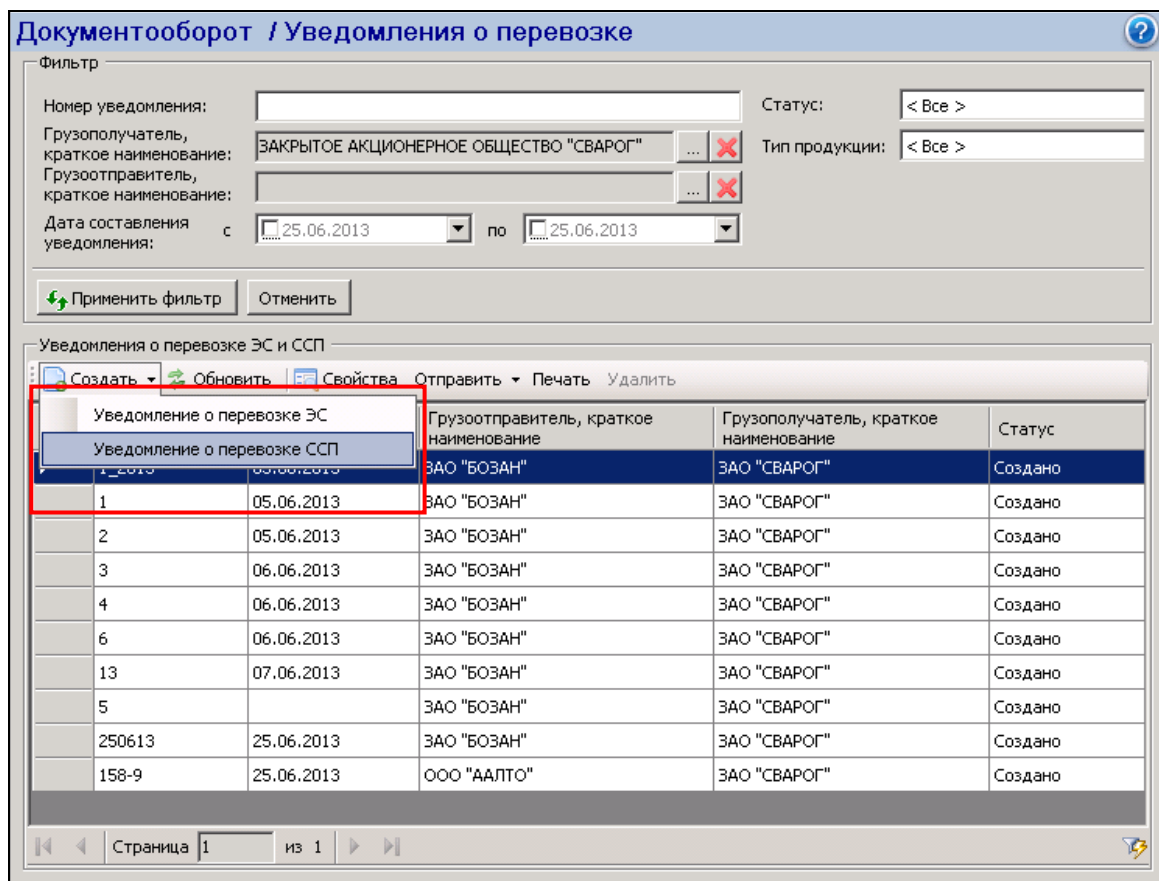 Документооборот / Уведомления о перевозке
Фильтр
Номер уведомления:
Статус: < Все >
Грузополучатель, краткое наименование: ЗАКРЫТОЕ АКЦИОНЕРНОЕ ОБЩЕСТВО "СВАРОГ" ...
Тип продукции: < Все >
Грузоотправитель, краткое наименование: ...
Дата составления уведомления: с 25.06.2013 по 25.06.2013
Применить фильтр Отменить
Уведомления о перевозке ЭС и ССП
Создать Обновить Свойства Отправить Печать Удалить
Уведомление о перевозке ЭС
Уведомление о перевозке ССП
Грузоотправитель, краткое наименование Грузополучатель, краткое наименование Статус
1_2013 ЗАО "БОЗАН" ЗАО "СВАРОГ" Создано
1 05.06.2013 ЗАО "БОЗАН" ЗАО "СВАРОГ" Создано
2 05.06.2013 ЗАО "БОЗАН" ЗАО "СВАРОГ" Создано
3 06.06.2013 ЗАО "БОЗАН" ЗАО "СВАРОГ" Создано
4 06.06.2013 ЗАО "БОЗАН" ЗАО "СВАРОГ" Создано
6 06.06.2013 ЗАО "БОЗАН" ЗАО "СВАРОГ" Создано
13 07.06.2013 ЗАО "БОЗАН" ЗАО "СВАРОГ" Создано
5 ЗАО "БОЗАН" ЗАО "СВАРОГ" Создано
250613 25.06.2013 ЗАО "БОЗАН" ЗАО "СВАРОГ" Создано
158-9 25.06.2013 ООО "ААЛТО" ЗАО "СВАРОГ" Создано
Страница 1 из 1